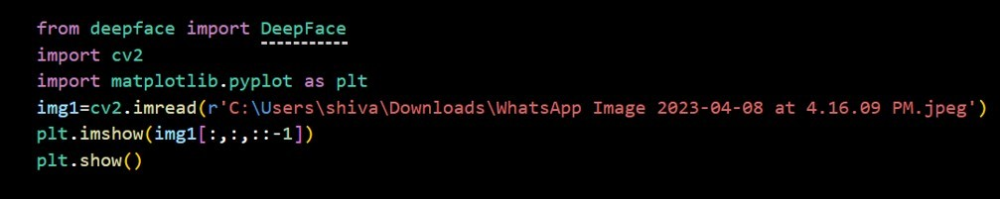 from deepface import DeepFace
import cv2
import matplotlib.pyplot as plt
img1=cv2.imread(r'C:\Users\shiva\Downloads\WhatsApp Image 2023-04-08 at 4.16.09 PM.jpeg')
plt.imshow(img1[:,:,::-1])
plt.show()